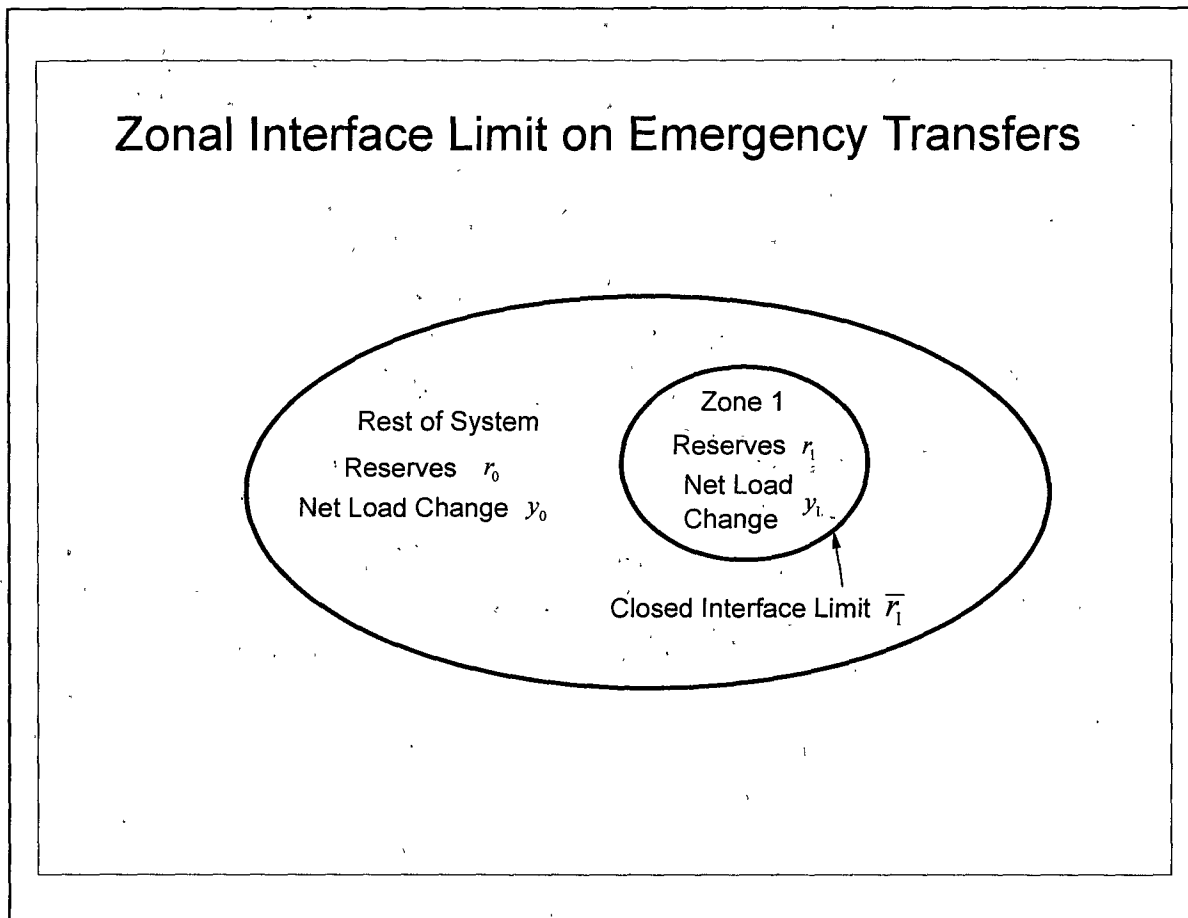 Zonal Interface Limit on Emergency Transfers
Rest of System
Reserves r₀
Net Load Change y₀
Zone 1
Reserves r₁
Net Load
Change y₁
Closed Interface Limit r̅₁